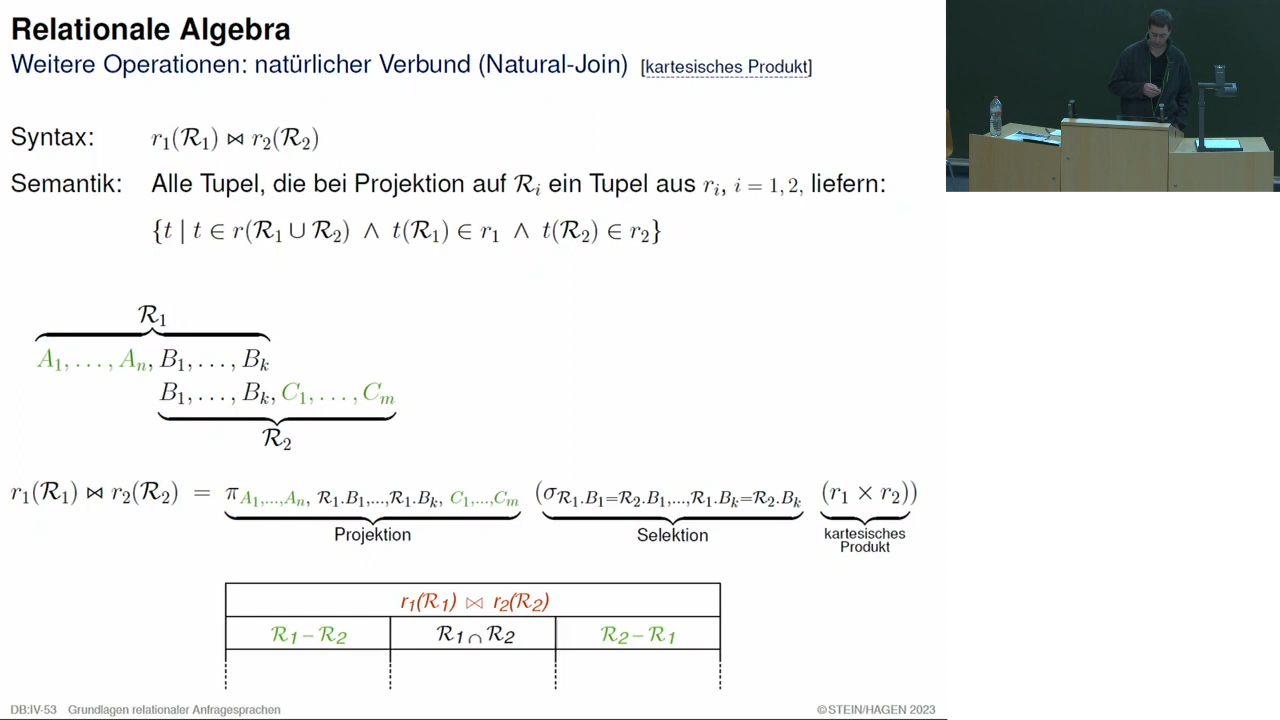 Relationale Algebra
Weitere Operationen: natürlicher Verbund (Natural-Join) [kartesisches Produkt]
Syntax: r₁(ℛ₁) ⋈ r₂(ℛ₂)
Semantik: Alle Tupel, die bei Projektion auf ℛᵢ ein Tupel aus rᵢ, i = 1, 2, liefern:
{t | t ∈ r(ℛ₁ ∪ ℛ₂) ∧ t(ℛ₁) ∈ r₁ ∧ t(ℛ₂) ∈ r₂}
ℛ₁
A₁, . . . , Aₙ, B₁, . . . , Bₖ
B₁, . . . , Bₖ, C₁, . . . , Cₘ
ℛ₂
r₁(ℛ₁) ⋈ r₂(ℛ₂) = π A₁,...,Aₙ, ℛ₁.B₁,...,ℛ₁.Bₖ, C₁,...,Cₘ (σ ℛ₁.B₁=ℛ₂.B₁,...,ℛ₁.Bₖ=ℛ₂.Bₖ (r₁ × r₂))
Projektion Selektion kartesisches
Produkt
r₁(ℛ₁) ⋈ r₂(ℛ₂)
ℛ₁ – ℛ₂ ℛ₁ ∩ ℛ₂ ℛ₂ – ℛ₁
DB:IV-53 Grundlagen relationaler Anfragesprachen ©STEIN/HAGEN 2023